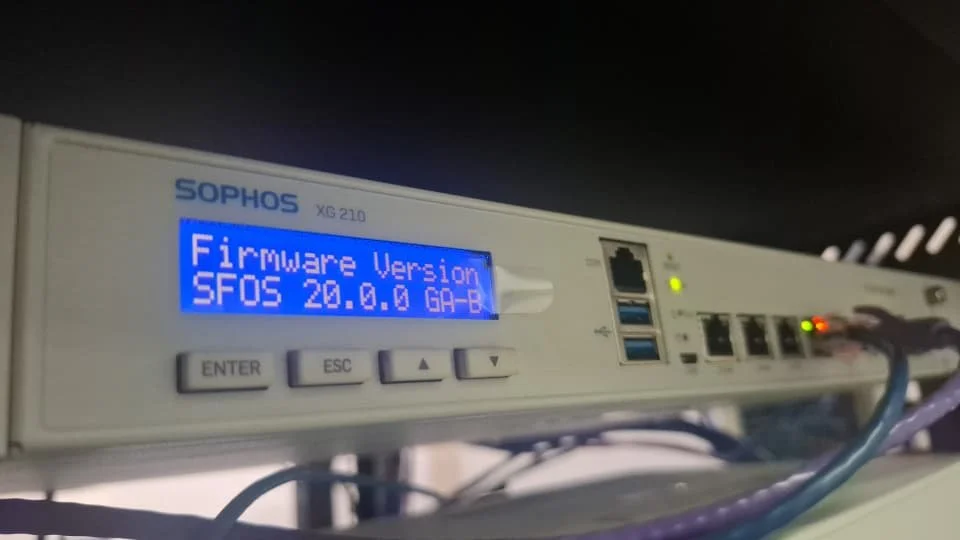 SOPHOS XG 210
Firmware Version
SFOS 20.0.0 GA-B
ENTER ESC